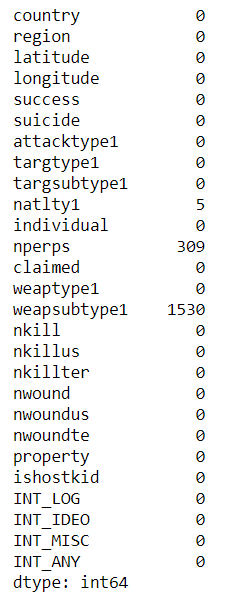 country 0
region 0
latitude 0
longitude 0
success 0
suicide 0
attacktype1 0
targtype1 0
targsubtype1 0
natlty1 5
individual 0
nperps 309
claimed 0
weaptype1 0
weapsubtype1 1530
nkill 0
nkillus 0
nkillter 0
nwound 0
nwoundus 0
nwoundte 0
property 0
ishostkid 0
INT_LOG 0
INT_IDEO 0
INT_MISC 0
INT_ANY 0
dtype: int64